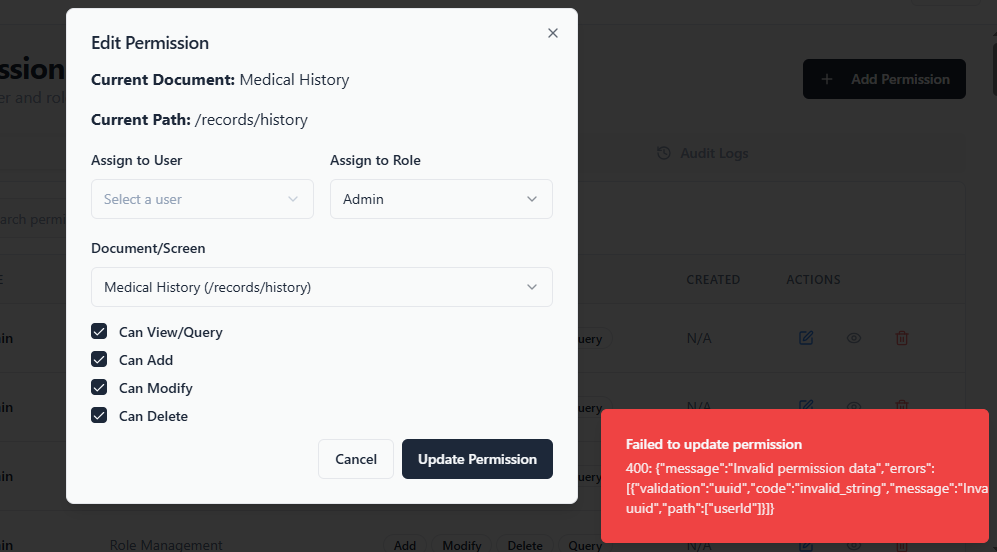 Edit Permission
Current Document: Medical History
Current Path: /records/history
Assign to User
Assign to Role
Select a user
Admin
Document/Screen
Medical History (/records/history)
Can View/Query
Can Add
Can Modify
Can Delete
Cancel
Update Permission
ssion
er and rol
Add Permission
Audit Logs
arch permi
CREATED
ACTIONS
in
uery
N/A
in
uery
N/A
in
in
Role Management
Add
Modify
Delete
Query
Failed to update permission
400: {"message":"Invalid permission data","errors":
[{"validation":"uuid","code":"invalid_string","message":"Inva
uuid","path":["userId"]}]}